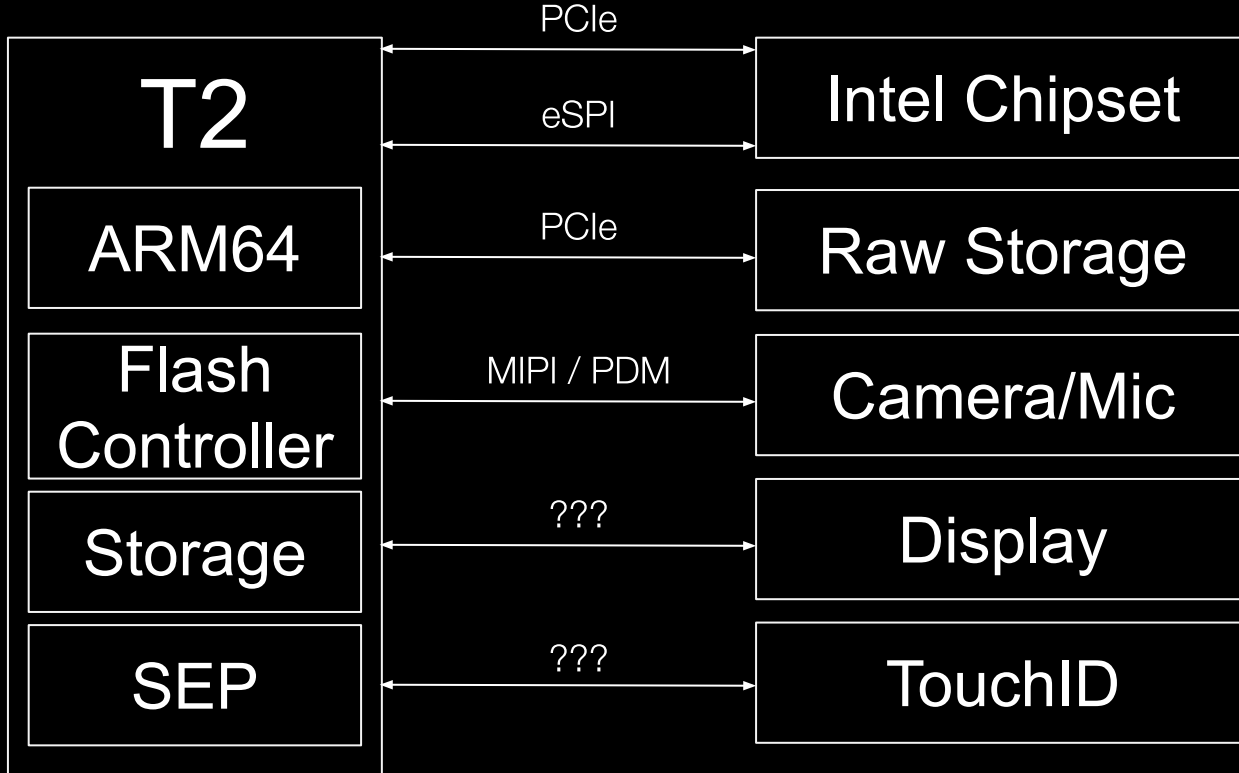 T2
ARM64
Flash
Controller
Storage
SEP
PCIe
eSPI
PCIe
MIPI / PDM
???
???
Intel Chipset
Raw Storage
Camera/Mic
Display
TouchID